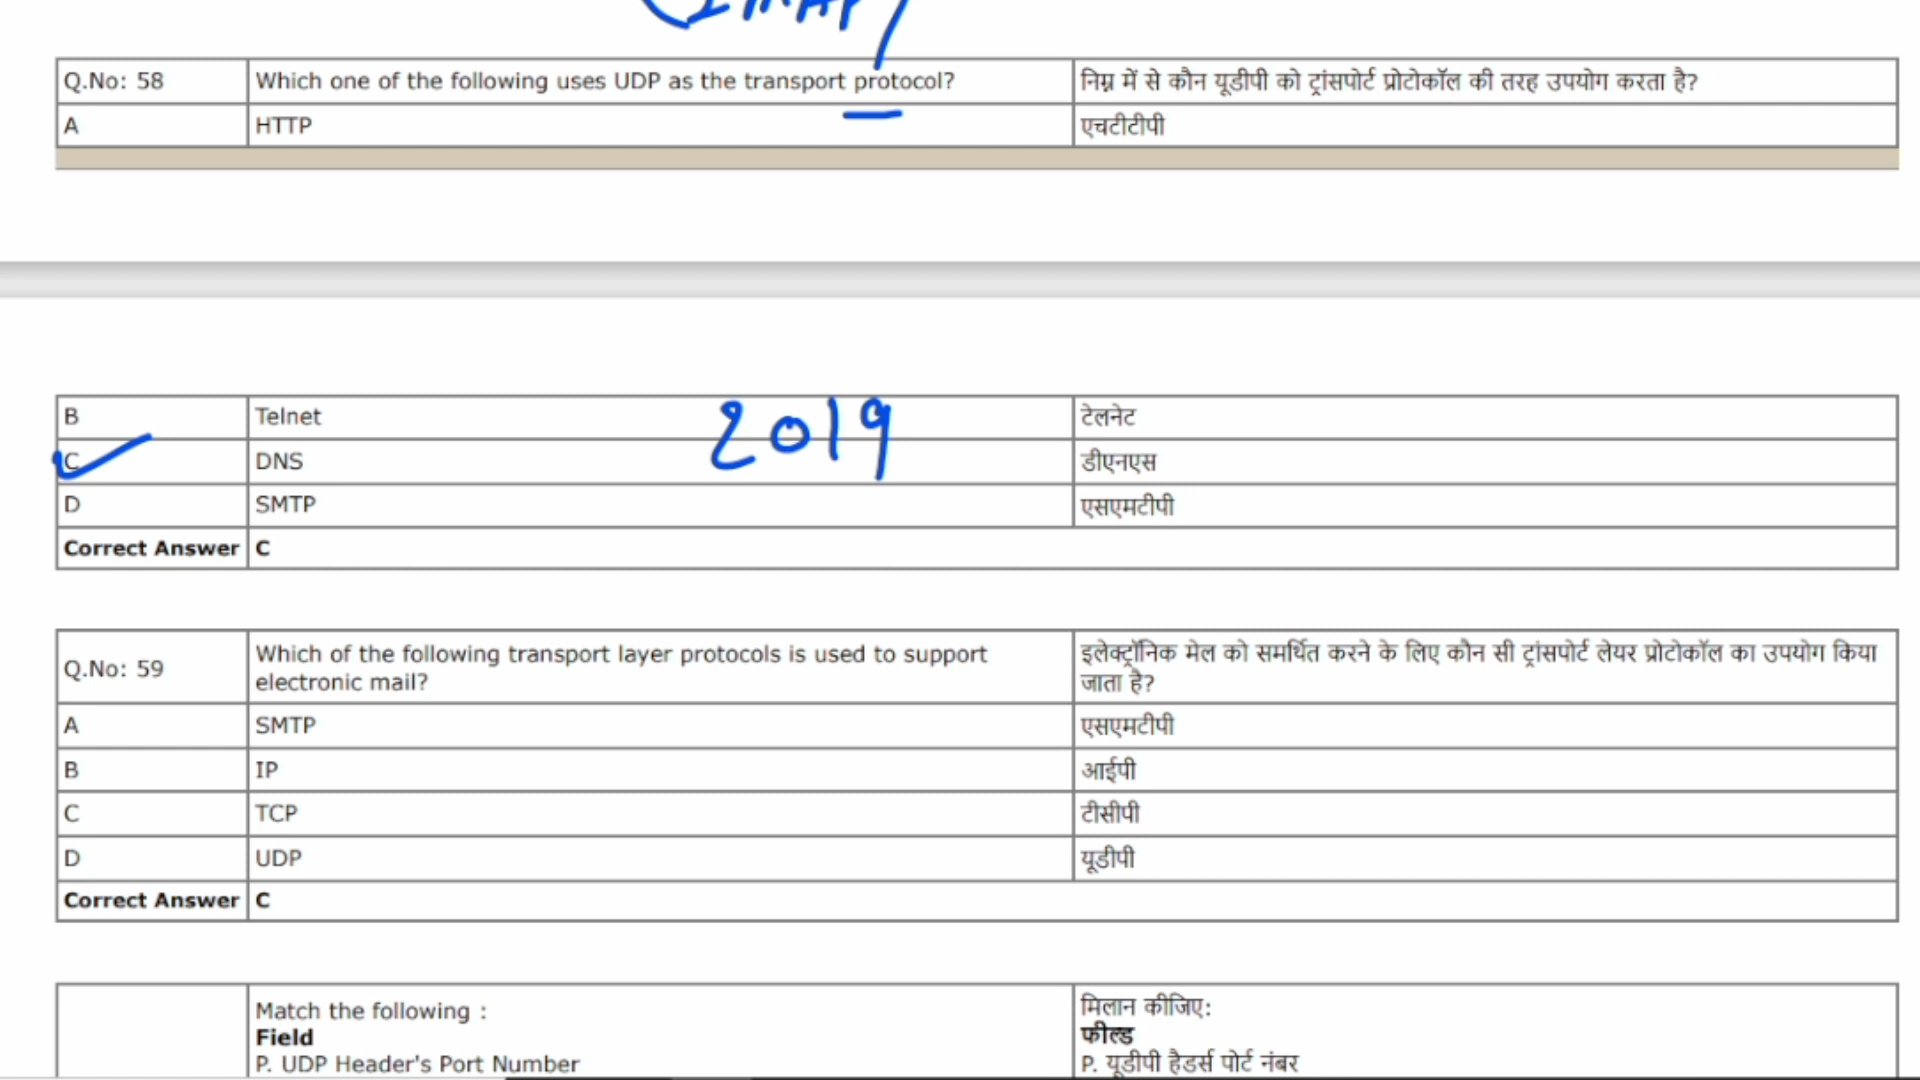 (IMAP)
Q.No: 58 Which one of the following uses UDP as the transport protocol? निम्न में से कौन यूडीपी को ट्रांसपोर्ट प्रोटोकॉल की तरह उपयोग करता है?
A HTTP एचटीटीपी
B Telnet टेलनेट
2019
C DNS डीएनएस
D SMTP एसएमटीपी
Correct Answer C
Q.No: 59 Which of the following transport layer protocols is used to support electronic mail? इलेक्ट्रॉनिक मेल को समर्थित करने के लिए कौन सी ट्रांसपोर्ट लेयर प्रोटोकॉल का उपयोग किया जाता है?
A SMTP एसएमटीपी
B IP आईपी
C TCP टीसीपी
D UDP यूडीपी
Correct Answer C
Match the following : मिलान कीजिए:
Field फील्ड
P. UDP Header's Port Number P. यूडीपी हैडर्स पोर्ट नंबर